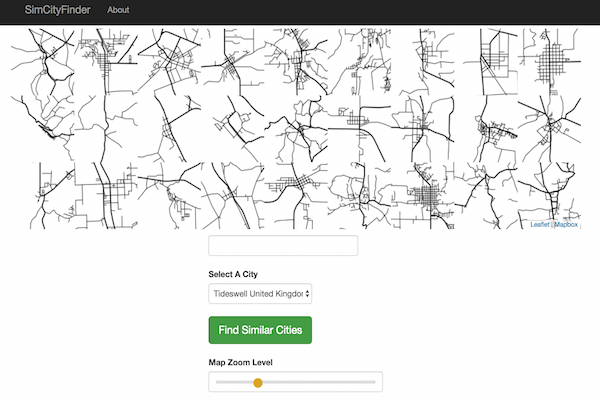 SimCityFinder About
Leaflet | Mapbox
Select A City
Tideswell United Kingdor
Find Similar Cities
Map Zoom Level